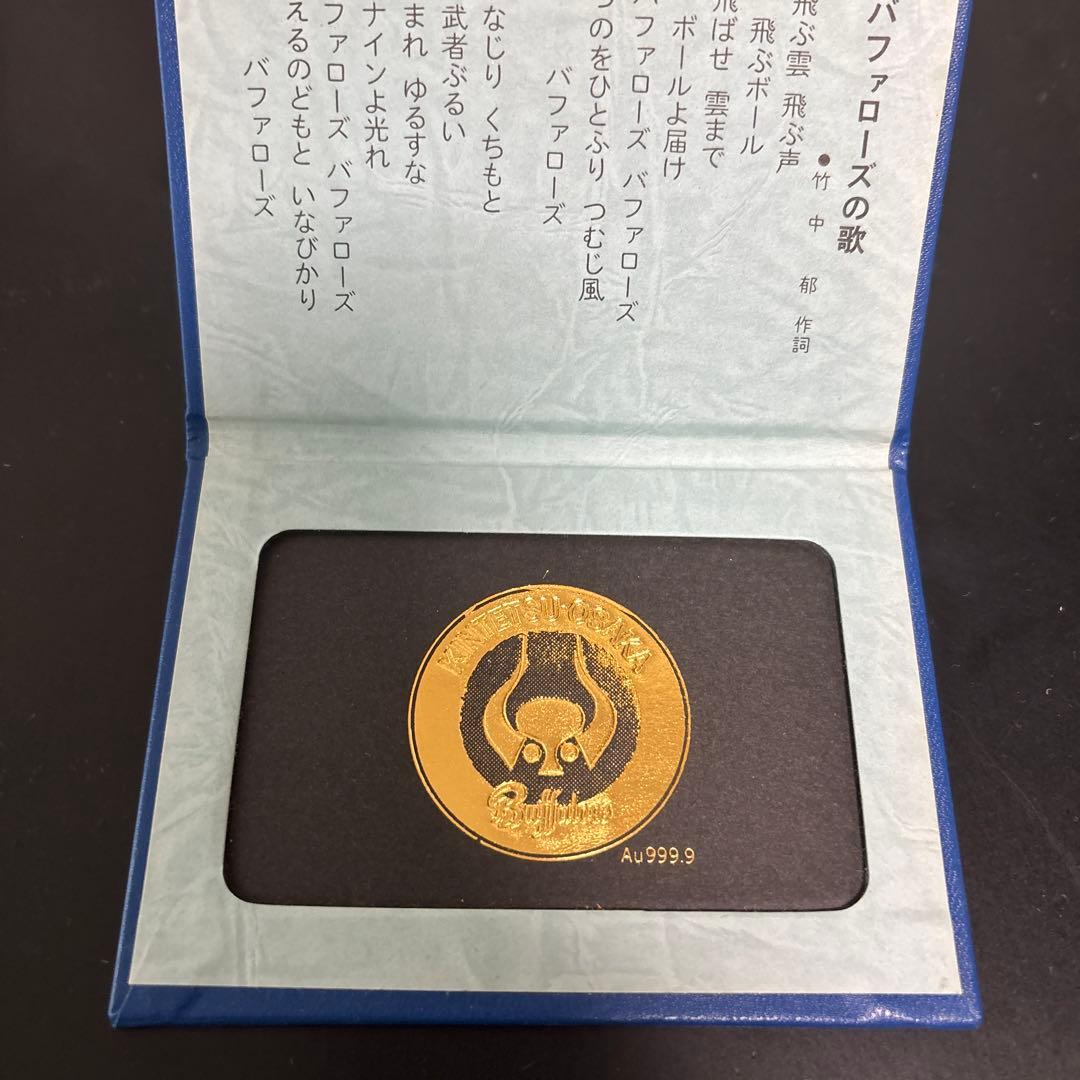 バファローズの歌
●竹中 郁 作詞
飛ぶ雲 飛ぶ声
飛ぶボール
飛ばせ 雲まで
ボールよ届け
バファローズ バファローズ
つのをひとふり つむじ風
バファローズ
なじり くちもと
武者ぶるい
まれ ゆるすな
ナインよ光れ
ファローズ バファローズ
えるのどもと いなびかり
バファローズ
KINTETSU・OSAKA
Buffaloes
Au999.9